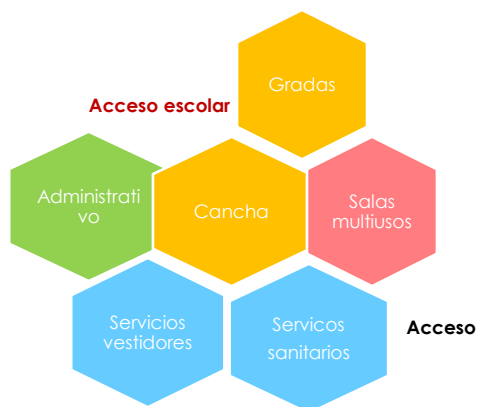 Gradas
Acceso escolar
Administrati
vo
Cancha
Salas
multiusos
Servicios
vestidores
Servicos
sanitarios
Acceso